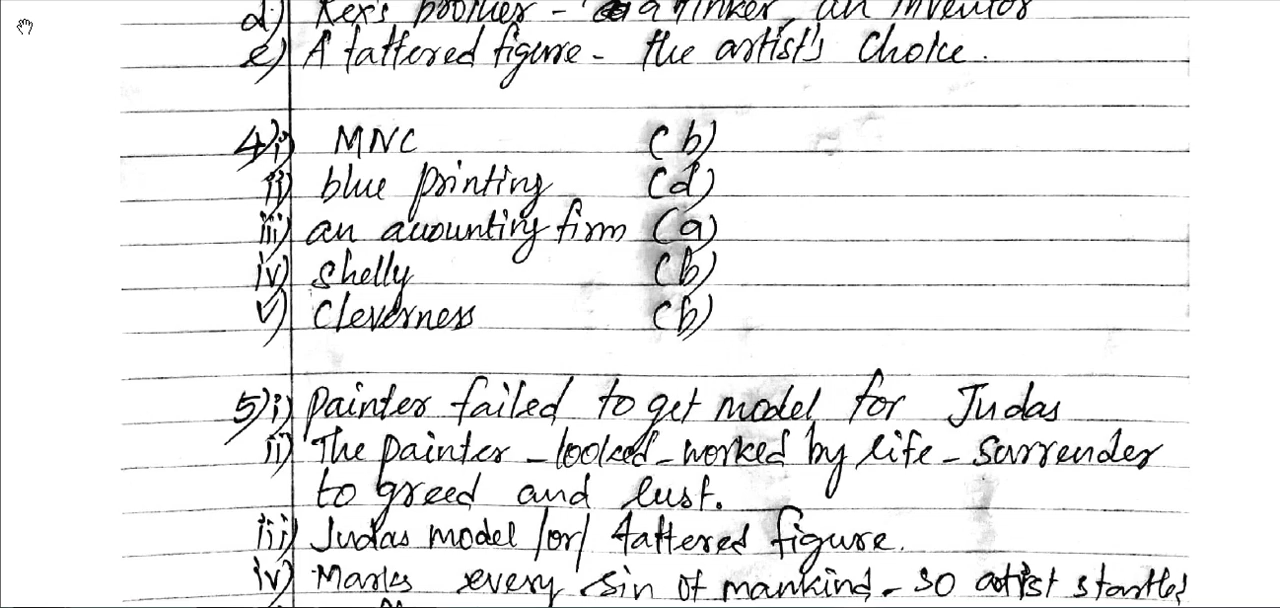 d) Rex's brother - a tinker, an inventor
e) A tattered figure - the artist's choice.
4) i) MNC (b)
ii) blue printing (d)
iii) an auounting firm (a)
iv) Shelly (b)
v) Cleverness (b)
5) i) Painter failed to get model for Judas
ii) The painter - looked - worked by life - surrender
to greed and lust.
iii) Judas model /or/ tattered figure.
iv) Marks every sin of mankind - so artist startled